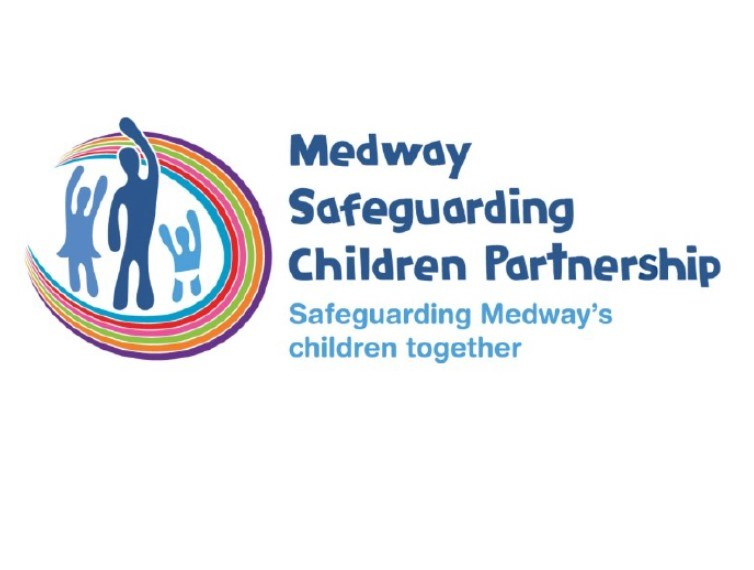 Medway
Safeguarding
Children Partnership
Safeguarding Medway's
children together